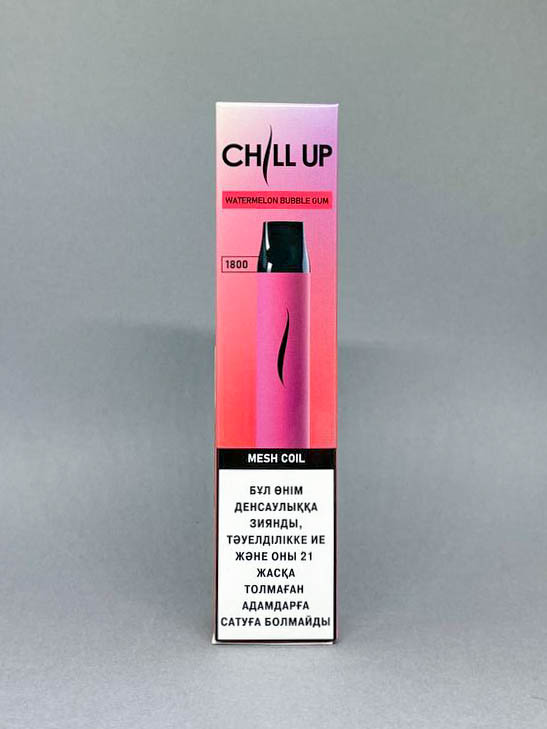 CHILL UP
WATERMELON BUBBLE GUM
1800
MESH COIL
БҰЛ ӨНІМ
ДЕНСАУЛЫҚҚА
ЗИЯНДЫ,
ТӘУЕЛДІЛІККЕ ИЕ
ЖӘНЕ ОНЫ 21
ЖАСҚА
ТОЛМАҒАН
АДАМДАРҒА
САТУҒА БОЛМАЙДЫ